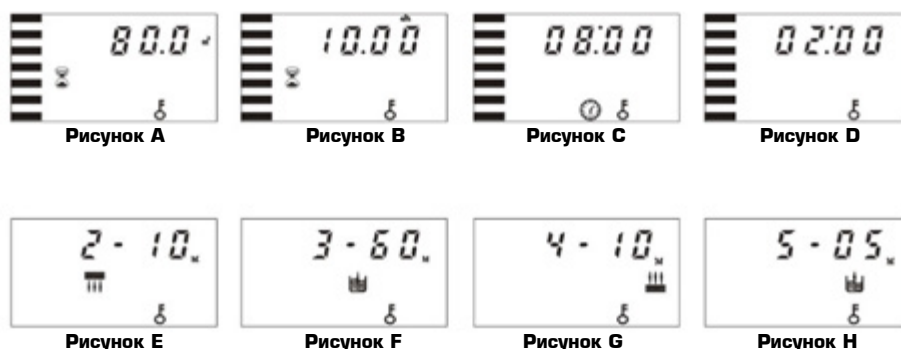 80.0
10.00
08:00
02:00
Рисунок A
Рисунок B
Рисунок C
Рисунок D
2 - 10 M
3 - 60 M
4 - 10 M
5 - 05 M
Рисунок E
Рисунок F
Рисунок G
Рисунок H